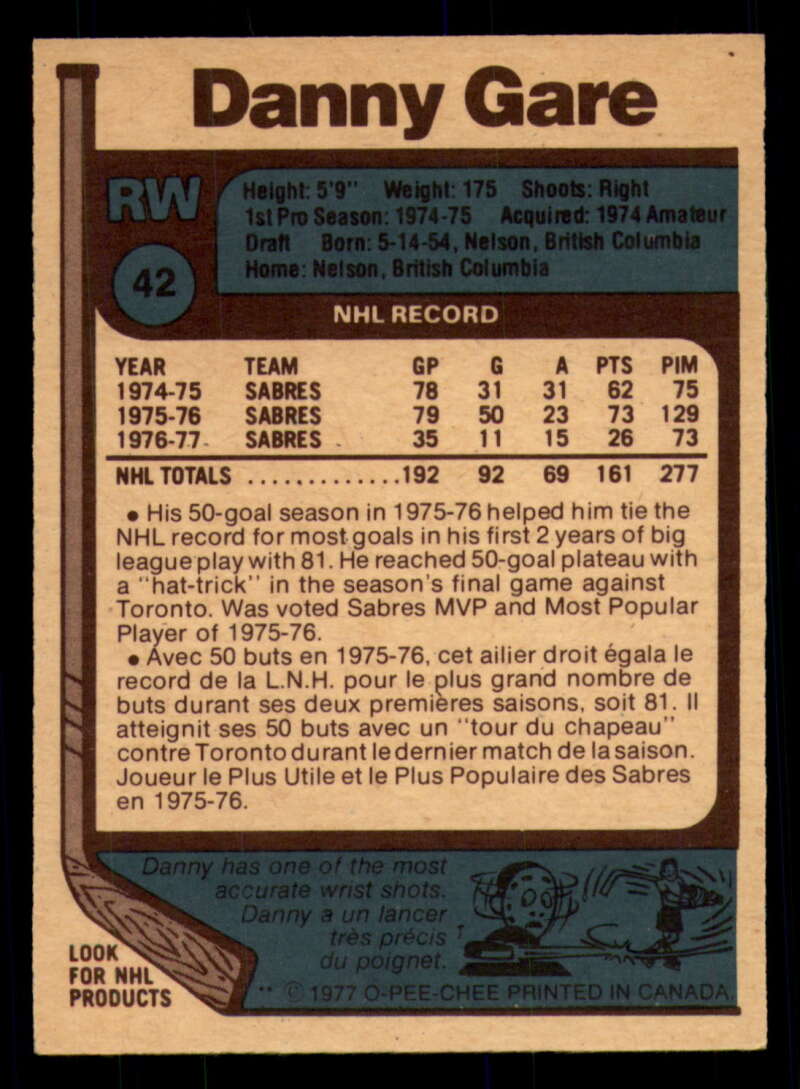 Danny Gare
RW
42
Height: 5'9" Weight: 175 Shoots: Right
1st Pro Season: 1974-75 Acquired: 1974 Amateur
Draft Born: 5-14-54, Nelson, British Columbia
Home: Nelson, British Columbia
NHL RECORD
YEAR TEAM GP G A PTS PIM
1974-75 SABRES 78 31 31 62 75
1975-76 SABRES 79 50 23 73 129
1976-77 SABRES 35 11 15 26 73
NHL TOTALS .............192 92 69 161 277
• His 50-goal season in 1975-76 helped him tie the
NHL record for most goals in his first 2 years of big
league play with 81. He reached 50-goal plateau with
a "hat-trick" in the season's final game against
Toronto. Was voted Sabres MVP and Most Popular
Player of 1975-76.
• Avec 50 buts en 1975-76, cet ailier droit égala le
record de la L.N.H. pour le plus grand nombre de
buts durant ses deux premières saisons, soit 81. Il
atteignit ses 50 buts avec un "tour du chapeau"
contre Toronto durant le dernier match de la saison.
Joueur le Plus Utile et le Plus Populaire des Sabres
en 1975-76.
Danny has one of the most
accurate wrist shots.
Danny a un lancer
très précis
du poignet.
LOOK
FOR NHL
PRODUCTS
** © 1977 O-PEE-CHEE PRINTED IN CANADA.